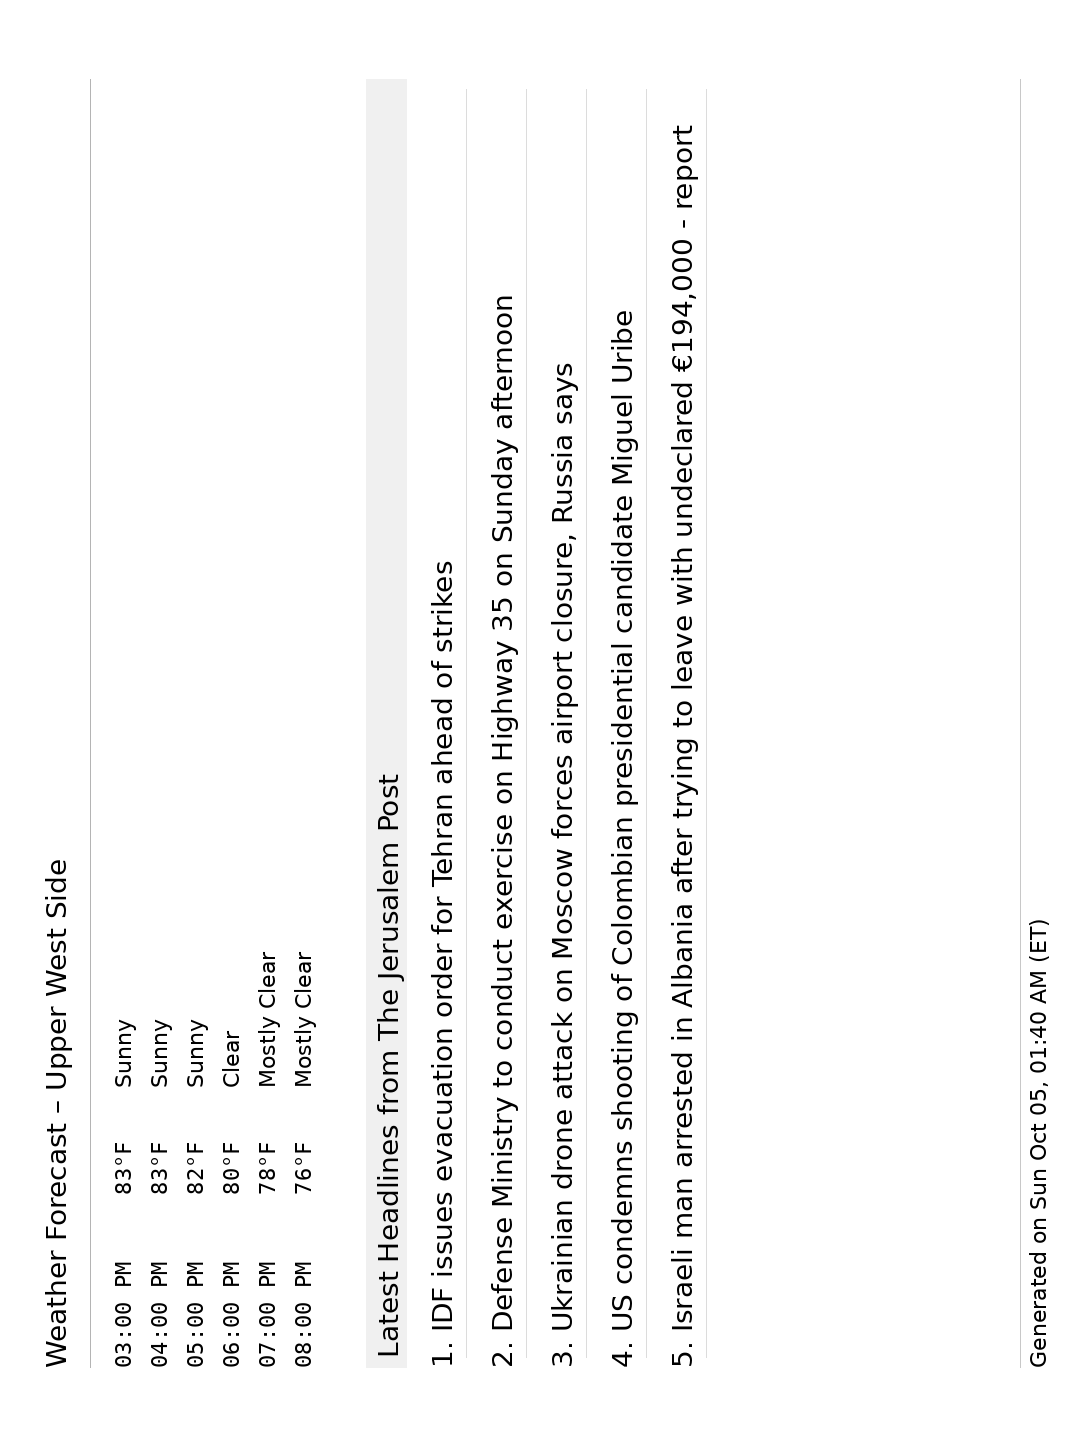 Weather Forecast – Upper West Side
03:00 PM 83°F Sunny
04:00 PM 83°F Sunny
05:00 PM 82°F Sunny
06:00 PM 80°F Clear
07:00 PM 78°F Mostly Clear
08:00 PM 76°F Mostly Clear
Latest Headlines from The Jerusalem Post
1. IDF issues evacuation order for Tehran ahead of strikes
2. Defense Ministry to conduct exercise on Highway 35 on Sunday afternoon
3. Ukrainian drone attack on Moscow forces airport closure, Russia says
4. US condemns shooting of Colombian presidential candidate Miguel Uribe
5. Israeli man arrested in Albania after trying to leave with undeclared €194,000 - report
Generated on Sun Oct 05, 01:40 AM (ET)